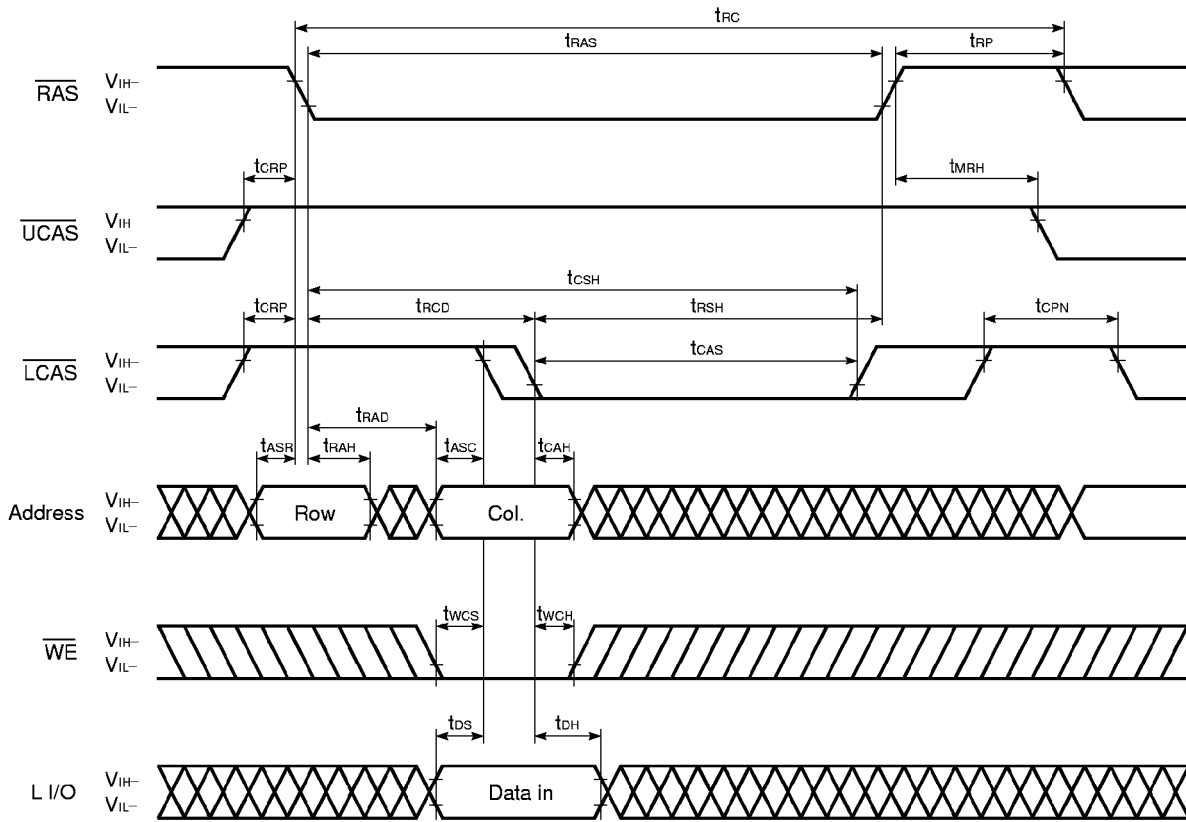 tRC
tRAS tRP
RAS VIH–
VIL–
tCRP tMRH
UCAS VIH
VIL–
tCSH
tCRP tRCD tRSH tCPN
LCAS VIH–
VIL–
tCAS
tRAD
tASR tRAH tASC tCAH
Address VIH–
VIL–
Row Col.
tWCS tWCH
WE VIH–
VIL–
tDS tDH
L I/O VIH–
VIL–
Data in